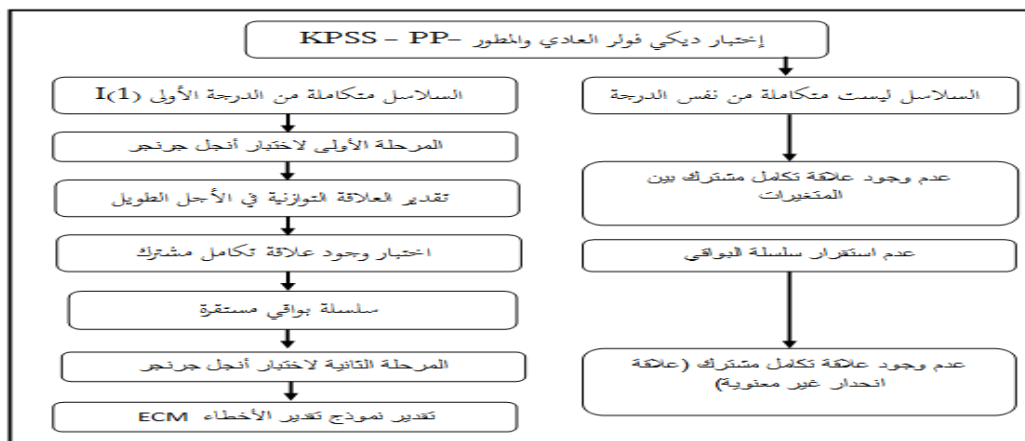 إختبار ديكي فولر العادي والمطور –KPSS – PP
السلاسل متكاملة من الدرجة الأولى I(1)
المرحلة الأولى لاختبار أنجل جرنجر
تقدير العلاقة التوازنية في الأجل الطويل
اختبار وجود علاقة تكامل مشترك
سلسلة بواقي مستقرة
المرحلة الثانية لاختبار أنجل جرنجر
تقدير نموذج تقدير الأخطاء ECM
السلاسل ليست متكاملة من نفس الدرجة
عدم وجود علاقة تكامل مشترك بين
المتغيرات
عدم استقرار سلسلة البواقي
عدم وجود علاقة تكامل مشترك (علاقة
انحدار غير معنوية)